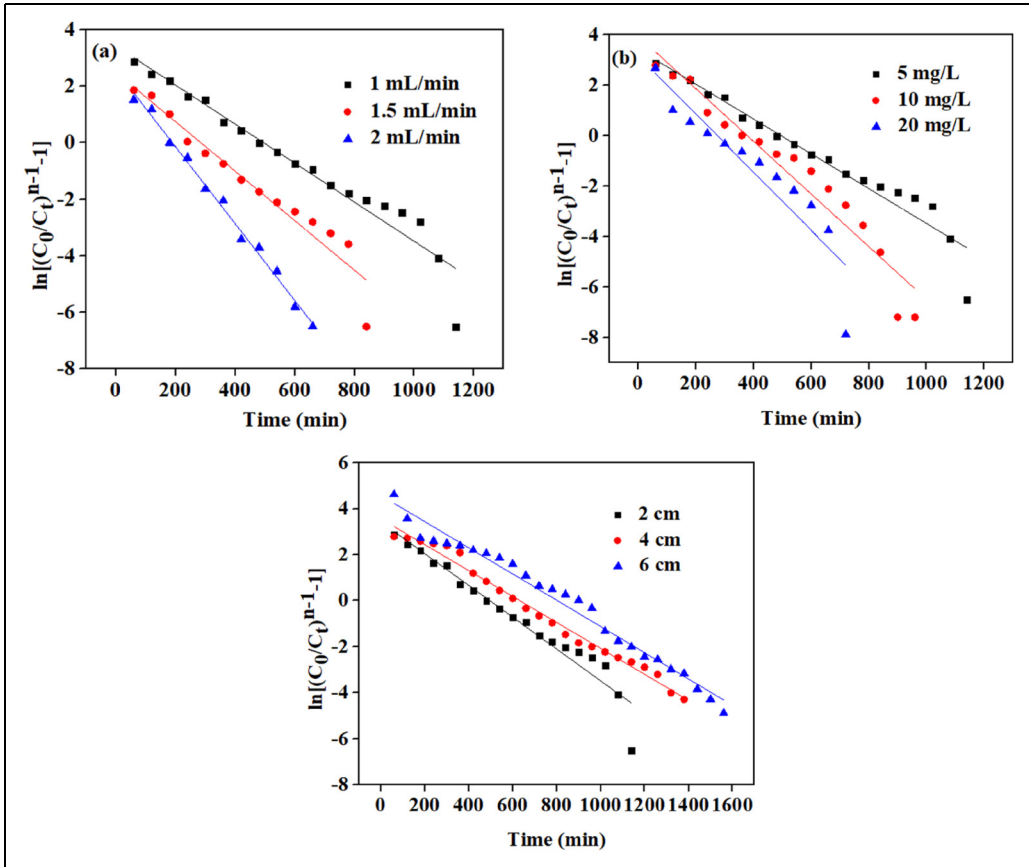 (a)
1 mL/min
1.5 mL/min
2 mL/min
4
2
0
-2
-4
-6
-8
0 200 400 600 800 1000 1200
Time (min)
ln[(C0/Ct)^n-1-1]
(b)
5 mg/L
10 mg/L
20 mg/L
4
2
0
-2
-4
-6
-8
0 200 400 600 800 1000 1200
Time (min)
ln[(C0/Ct)^n-1-1]
2 cm
4 cm
6 cm
6
4
2
0
-2
-4
-6
-8
0 200 400 600 800 1000 1200 1400 1600
Time (min)
ln[(C0/Ct)^n-1-1]